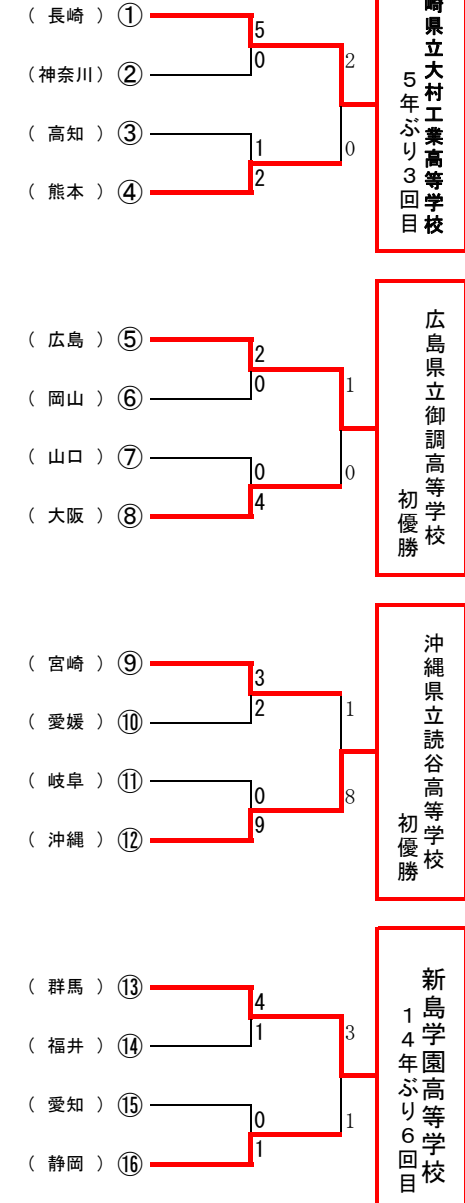 （ 長崎 ） ①
5
（神奈川） ②
0
2
（ 高知 ） ③
1
0
（ 熊本 ） ④
2
崎県立大村工業高等学校
５年ぶり３回目
（ 広島 ） ⑤
2
（ 岡山 ） ⑥
0
1
（ 山口 ） ⑦
0
0
（ 大阪 ） ⑧
4
広島県立御調高等学校
初優勝
（ 宮崎 ） ⑨
3
（ 愛媛 ） ⑩
2
1
（ 岐阜 ） ⑪
0
8
（ 沖縄 ） ⑫
9
沖縄県立読谷高等学校
初優勝
（ 群馬 ） ⑬
4
（ 福井 ） ⑭
1
3
（ 愛知 ） ⑮
0
1
（ 静岡 ） ⑯
1
新島学園高等学校
１４年ぶり６回目